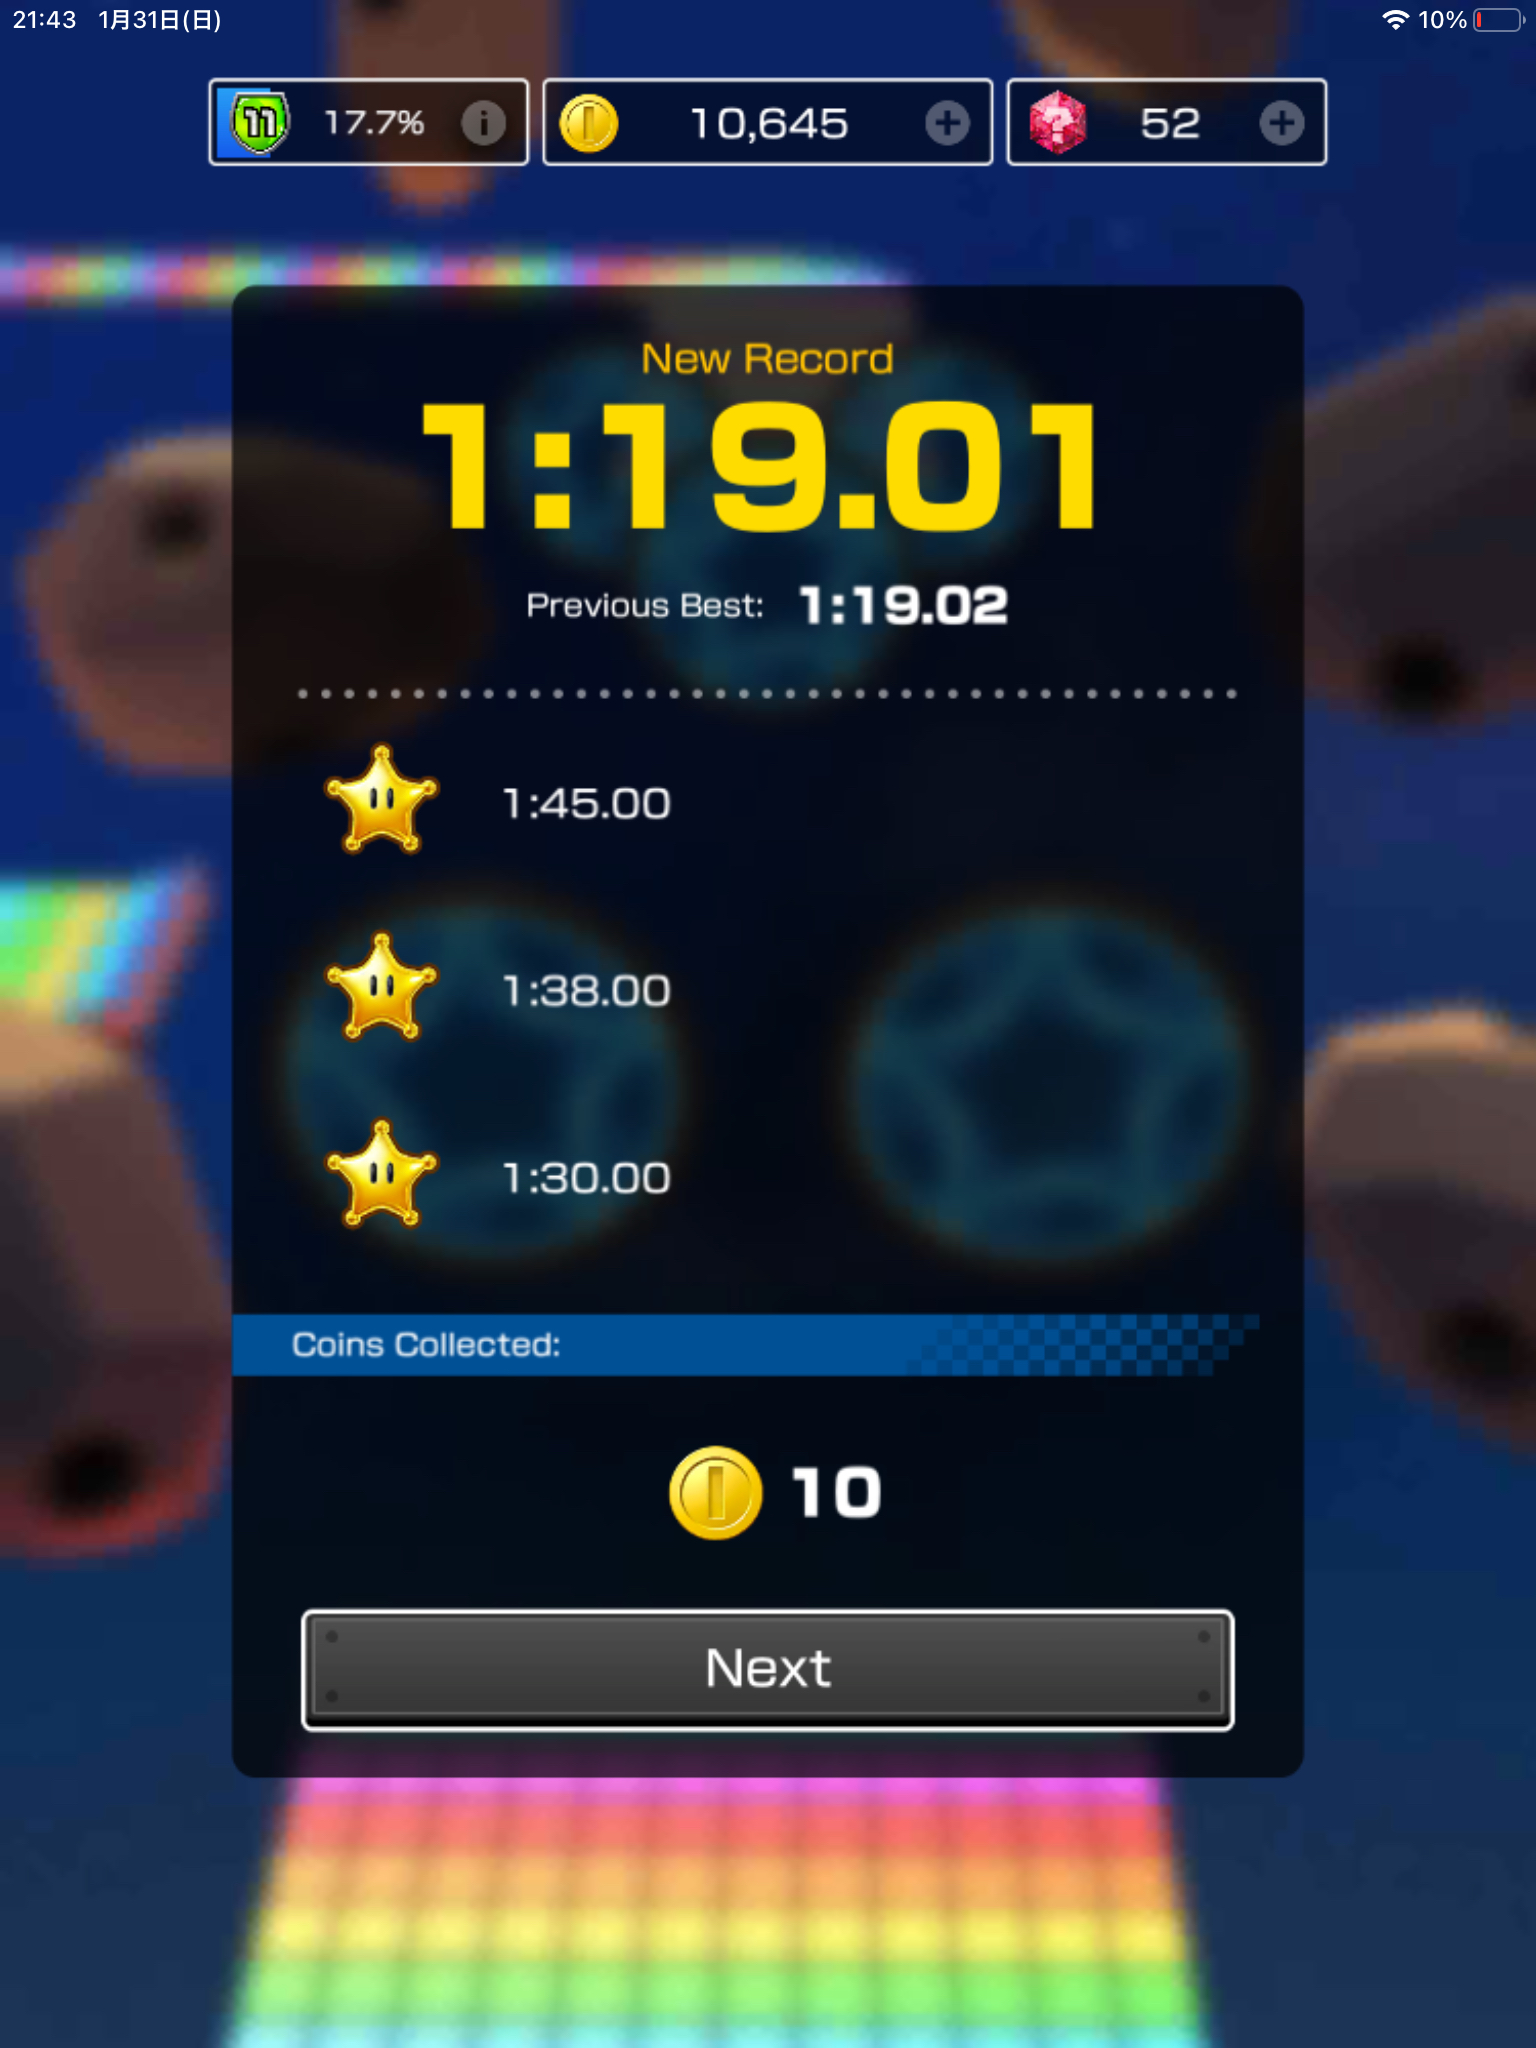 21:43 1月31日(日) 10%
11 17.7% i 10,645 + ? 52 +
New Record
1:19.01
Previous Best: 1:19.02
1:45.00
1:38.00
1:30.00
Coins Collected:
10
Next